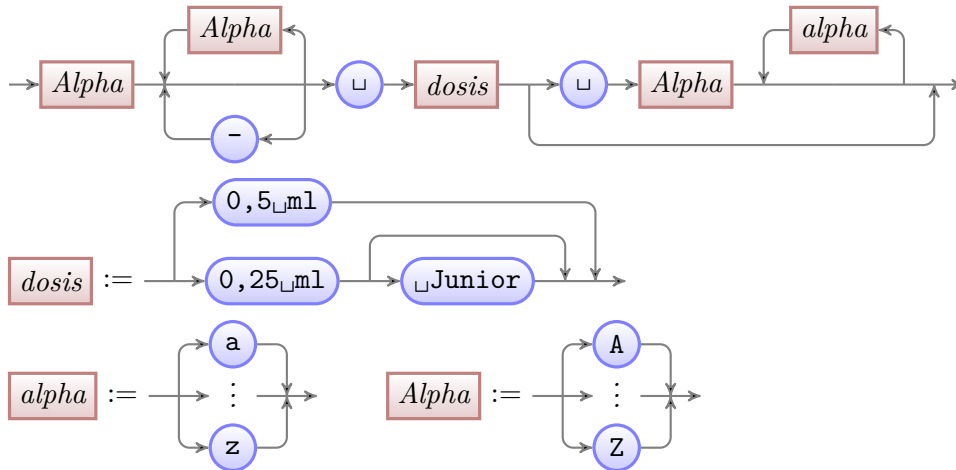 Alpha
Alpha - ␣ dosis ␣ Alpha alpha
0,5␣ml
dosis := 0,25␣ml ␣Junior
a A
alpha := ⋮ Alpha := ⋮
z Z